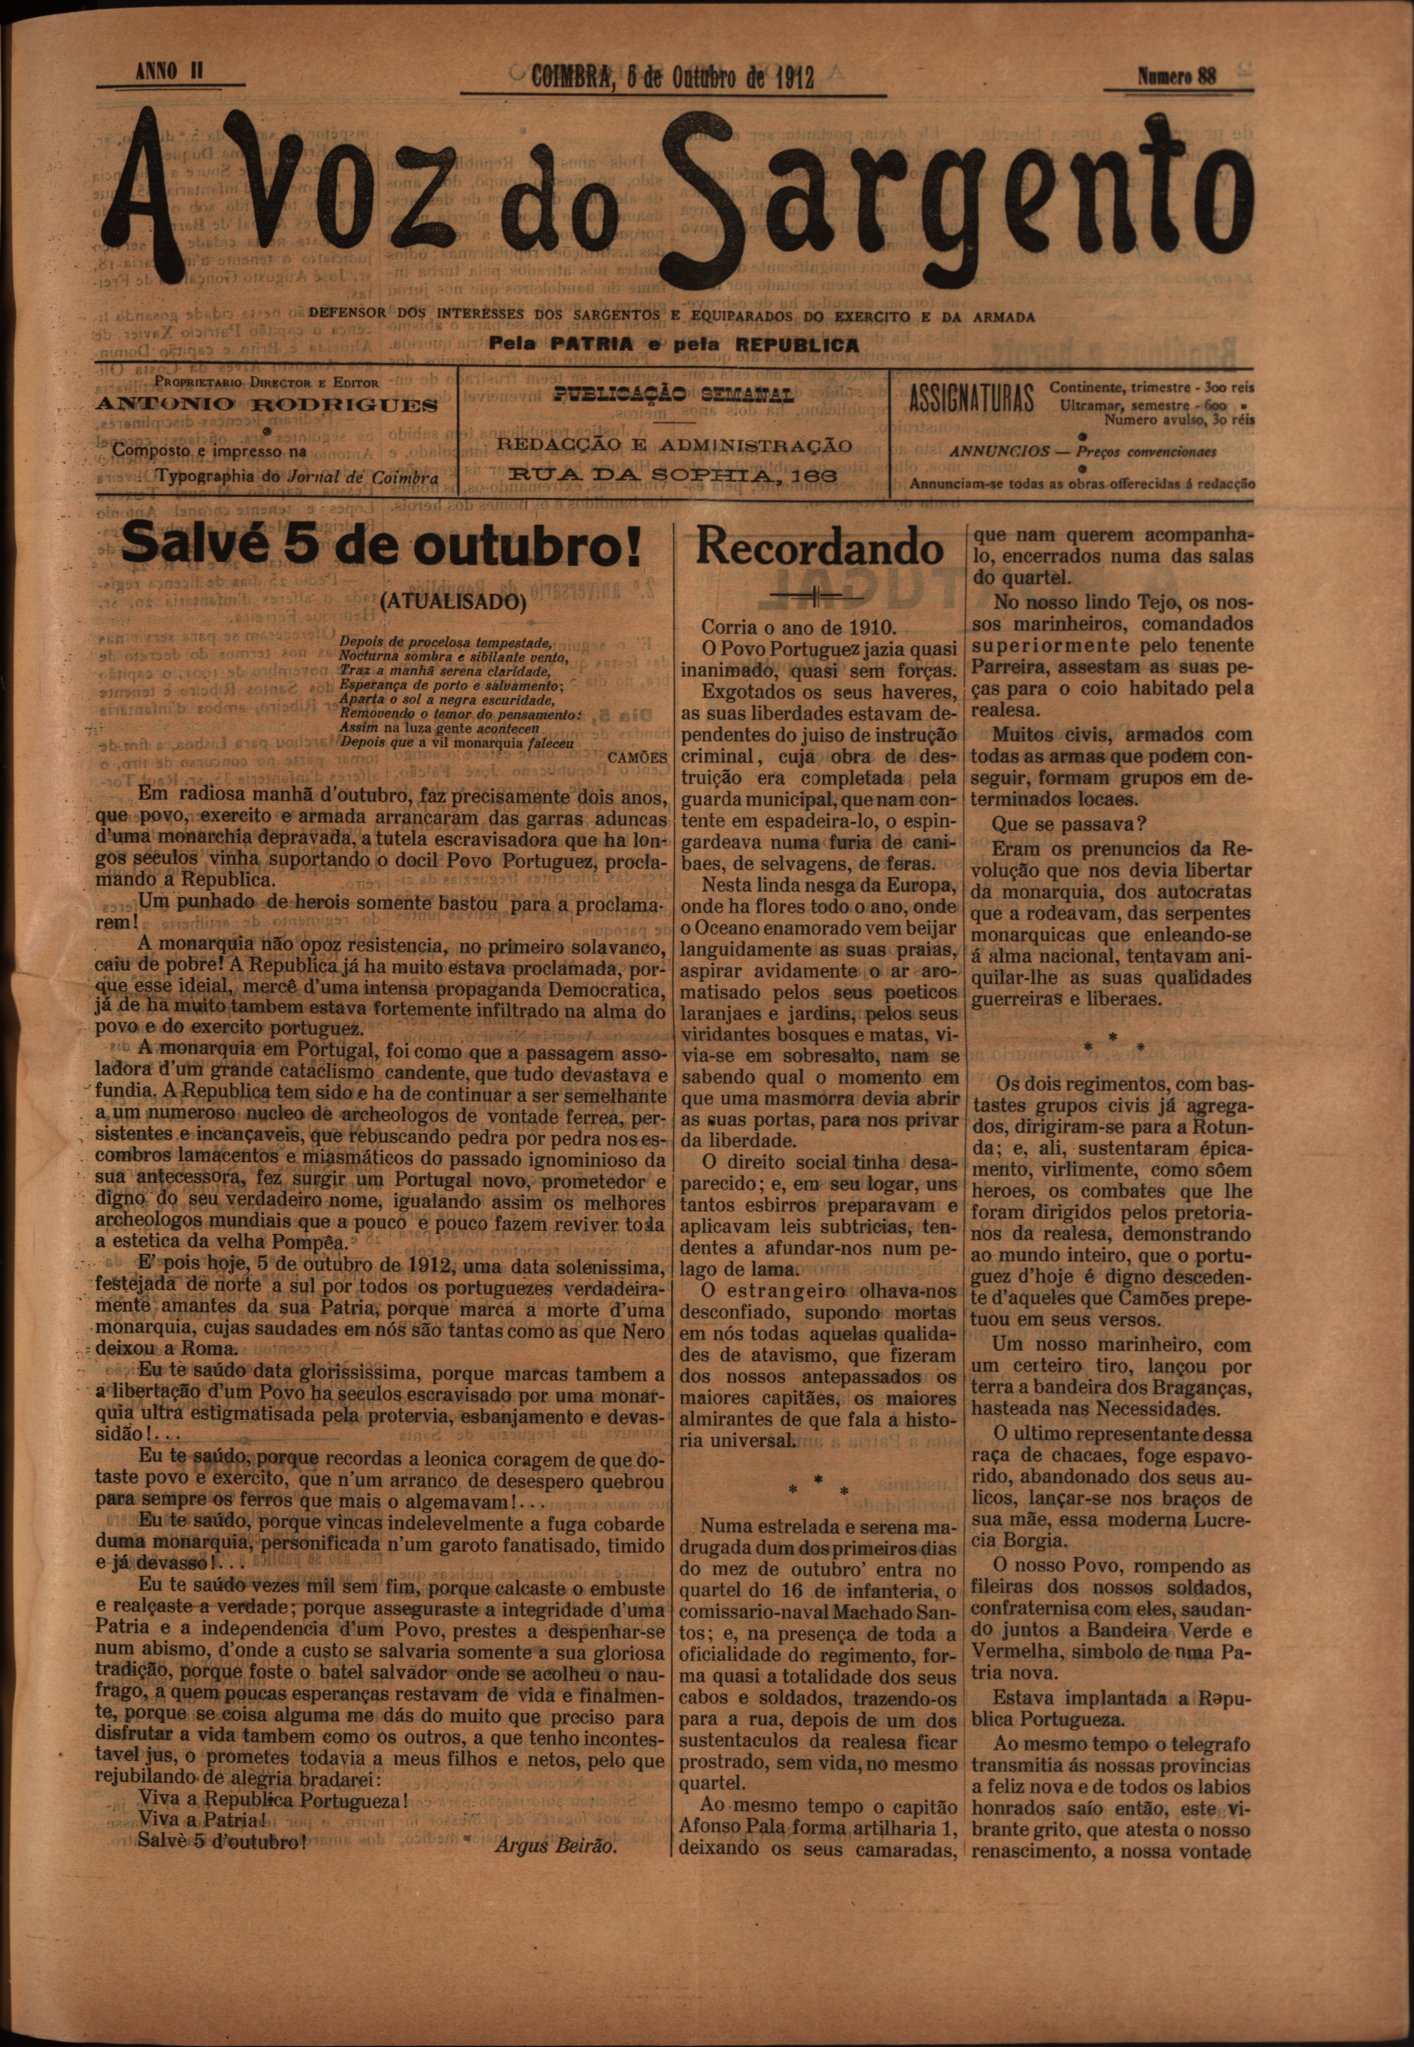 ANNO II
COIMBRA, 5 de Outubro de 1912
Numero 88
A Voz do Sargento
DEFENSOR DOS INTERESSES DOS SARGENTOS E EQUIPARADOS DO EXERCITO E DA ARMADA
Pela PATRIA e pela REPUBLICA
PROPRIETARIO DIRECTOR E EDITOR
ANTONIO RODRIGUES
Composto e impresso na
Typographia do Jornal de Coimbra
PUBLICAÇÃO SEMANAL
REDACÇÃO E ADMINISTRAÇÃO
RUA DA SOPHIA, 166
ASSIGNATURAS
Continente, trimestre - 300 reis
Ultramar, semestre - 600 »
Numero avulso, 30 réis
ANNUNCIOS — Preços convencionaes
Annunciam-se todas as obras offerecidas á redacção
Salvé 5 de outubro!
(ATUALISADO)
Depois de procelosa tempestade,
Nocturna sombra e sibilante vento,
Traz a manhã serena claridade,
Esperança de porto e salvamento;
Aparta o sol a negra escuridade,
Removendo o temor do pensamento:
Assim na luza gente aconteceu
Depois que a vil monarquia faleceu
CAMÕES
Em radiosa manhã d'outubro, faz precisamente dois anos,
que povo, exercito e armada arrancaram das garras aduncas
d'uma monarchia depravada, a tutela escravisadora que ha lon-
gos seculos vinha suportando o docil Povo Portuguez, procla-
mando a Republica.
Um punhado de herois somente bastou para a proclama-
rem!
A monarquia não opoz resistencia, no primeiro solavanco,
caiu de pobre! A Republica já ha muito estava proclamada, por-
que esse ideial, mercê d'uma intensa propaganda Democratica,
já de ha muito tambem estava fortemente infiltrado na alma do
povo e do exercito portuguez.
A monarquia em Portugal, foi como que a passagem asso-
ladora d'um grande cataclismo candente, que tudo devastava e
fundia. A Republica tem sido e ha de continuar a ser semelhante
a um numeroso nucleo de archeologos de vontade ferrea, per-
sistentes e incançaveis, que rebuscando pedra por pedra nos es-
combros lamacentos e miasmáticos do passado ignominioso da
sua antecessora, fez surgir um Portugal novo, prometedor e
digno do seu verdadeiro nome, igualando assim os melhores
archeologos mundiais que a pouco e pouco fazem reviver toda
a estetica da velha Pompêa.
E' pois hoje, 5 de outubro de 1912, uma data solenissima,
festejada de norte a sul por todos os portuguezes verdadeira-
mente amantes da sua Patria, porque marca a morte d'uma
monarquia, cujas saudades em nós são tantas como as que Nero
deixou a Roma.
Eu te saúdo data glorississima, porque marcas tambem a
a libertação d'um Povo ha seculos escravisado por uma monar-
quia ultra estigmatisada pela protervia, esbanjamento e devas-
sidão!...
Eu te saúdo, porque recordas a leonica coragem de que do-
taste povo e exercito, que n'um arranco de desespero quebrou
para sempre os ferros que mais o algemavam!...
Eu te saúdo, porque vincas indelevelmente a fuga cobarde
duma monarquia, personificada n'um garoto fanatisado, timido
e já devasso!...
Eu te saúdo vezes mil sem fim, porque calcaste o embuste
e realçaste a verdade; porque asseguraste a integridade d'uma
Patria e a independencia d'um Povo, prestes a despenhar-se
num abismo, d'onde a custo se salvaria somente a sua gloriosa
tradição, porque foste o batel salvador onde se acolheu o nau-
frago, a quem poucas esperanças restavam de vida e finalmen-
te, porque se coisa alguma me dás do muito que preciso para
disfrutar a vida tambem como os outros, a que tenho incontes-
tavel jus, o prometes todavia a meus filhos e netos, pelo que
rejubilando de alegria bradarei:
Viva a Republica Portugueza!
Viva a Patria!
Salvè 5 d'outubro!
Argus Beirão.
Recordando
Corria o ano de 1910.
O Povo Portuguez jazia quasi
inanimado, quasi sem forças.
Exgotados os seus haveres,
as suas liberdades estavam de-
pendentes do juiso de instrução
criminal, cujá obra de des-
truição era completada pela
guarda municipal, que nam con-
tente em espadeira-lo, o espin-
gardeava numa furia de cani-
baes, de selvagens, de feras.
Nesta linda nesga da Europa,
onde ha flores todo o ano, onde
o Oceano enamorado vem beijar
languidamente as suas praias,
aspirar avidamente o ar aro-
matisado pelos seus poeticos
laranjaes e jardins, pelos seus
viridantes bosques e matas, vi-
via-se em sobresalto, nam se
sabendo qual o momento em
que uma masmorra devia abrir
as suas portas, para nos privar
da liberdade.
O direito social tinha desa-
parecido; e, em seu logar, uns
tantos esbirros preparavam e
aplicavam leis subtricias, ten-
dentes a afundar-nos num pe-
lago de lama.
O estrangeiro olhava-nos
desconfiado, supondo mortas
em nós todas aquelas qualida-
des de atavismo, que fizeram
dos nossos antepassados os
maiores capitães, os maiores
almirantes de que fala a histo-
ria universal.
* * *
Numa estrelada e serena ma-
drugada dum dos primeiros dias
do mez de outubro' entra no
quartel do 16 de infanteria, o
comissario-naval Machado San-
tos; e, na presença de toda a
oficialidade do regimento, for-
ma quasi a totalidade dos seus
cabos e soldados, trazendo-os
para a rua, depois de um dos
sustentaculos da realesa ficar
prostrado, sem vida, no mesmo
quartel.
Ao mesmo tempo o capitão
Afonso Pala forma artilharia 1,
deixando os seus camaradas,
que nam querem acompanha-
lo, encerrados numa das salas
do quartel.
No nosso lindo Tejo, os nos-
sos marinheiros, comandados
superiormente pelo tenente
Parreira, assestam as suas pe-
ças para o coio habitado pela
realesa.
Muitos civis, armados com
todas as armas que podem con-
seguir, formam grupos em de-
terminados locaes.
Que se passava?
Eram os prenuncios da Re-
volução que nos devia libertar
da monarquia, dos autocratas
que a rodeavam, das serpentes
monarquicas que enleando-se
á alma nacional, tentavam ani-
quilar-lhe as suas qualidades
guerreiras e liberaes.
* * *
Os dois regimentos, com bas-
tastes grupos civis já agrega-
dos, dirigiram-se para a Rotun-
da; e, ali, sustentaram épica-
mento, virlimente, como sôem
heroes, os combates que lhe
foram dirigidos pelos pretoria-
nos da realesa, demonstrando
ao mundo inteiro, que o portu-
guez d'hoje é digno desceden-
te d'aqueles que Camões prepe-
tuou em seus versos.
Um nosso marinheiro, com
um certeiro tiro, lançou por
terra a bandeira dos Braganças,
hasteada nas Necessidades.
O ultimo representante dessa
raça de chacaes, foge espavo-
rido, abandonado dos seus au-
licos, lançar-se nos braços de
sua mãe, essa moderna Lucre-
cia Borgia.
O nosso Povo, rompendo as
fileiras dos nossos soldados,
confraternisa com eles, saudan-
do juntos a Bandeira Verde e
Vermelha, simbolo de nma Pa-
tria nova.
Estava implantada a Repu-
blica Portugueza.
Ao mesmo tempo o telegrafo
transmitia ás nossas provincias
a feliz nova e de todos os labios
honrados saío então, este vi-
brante grito, que atesta o nosso
renascimento, a nossa vontade